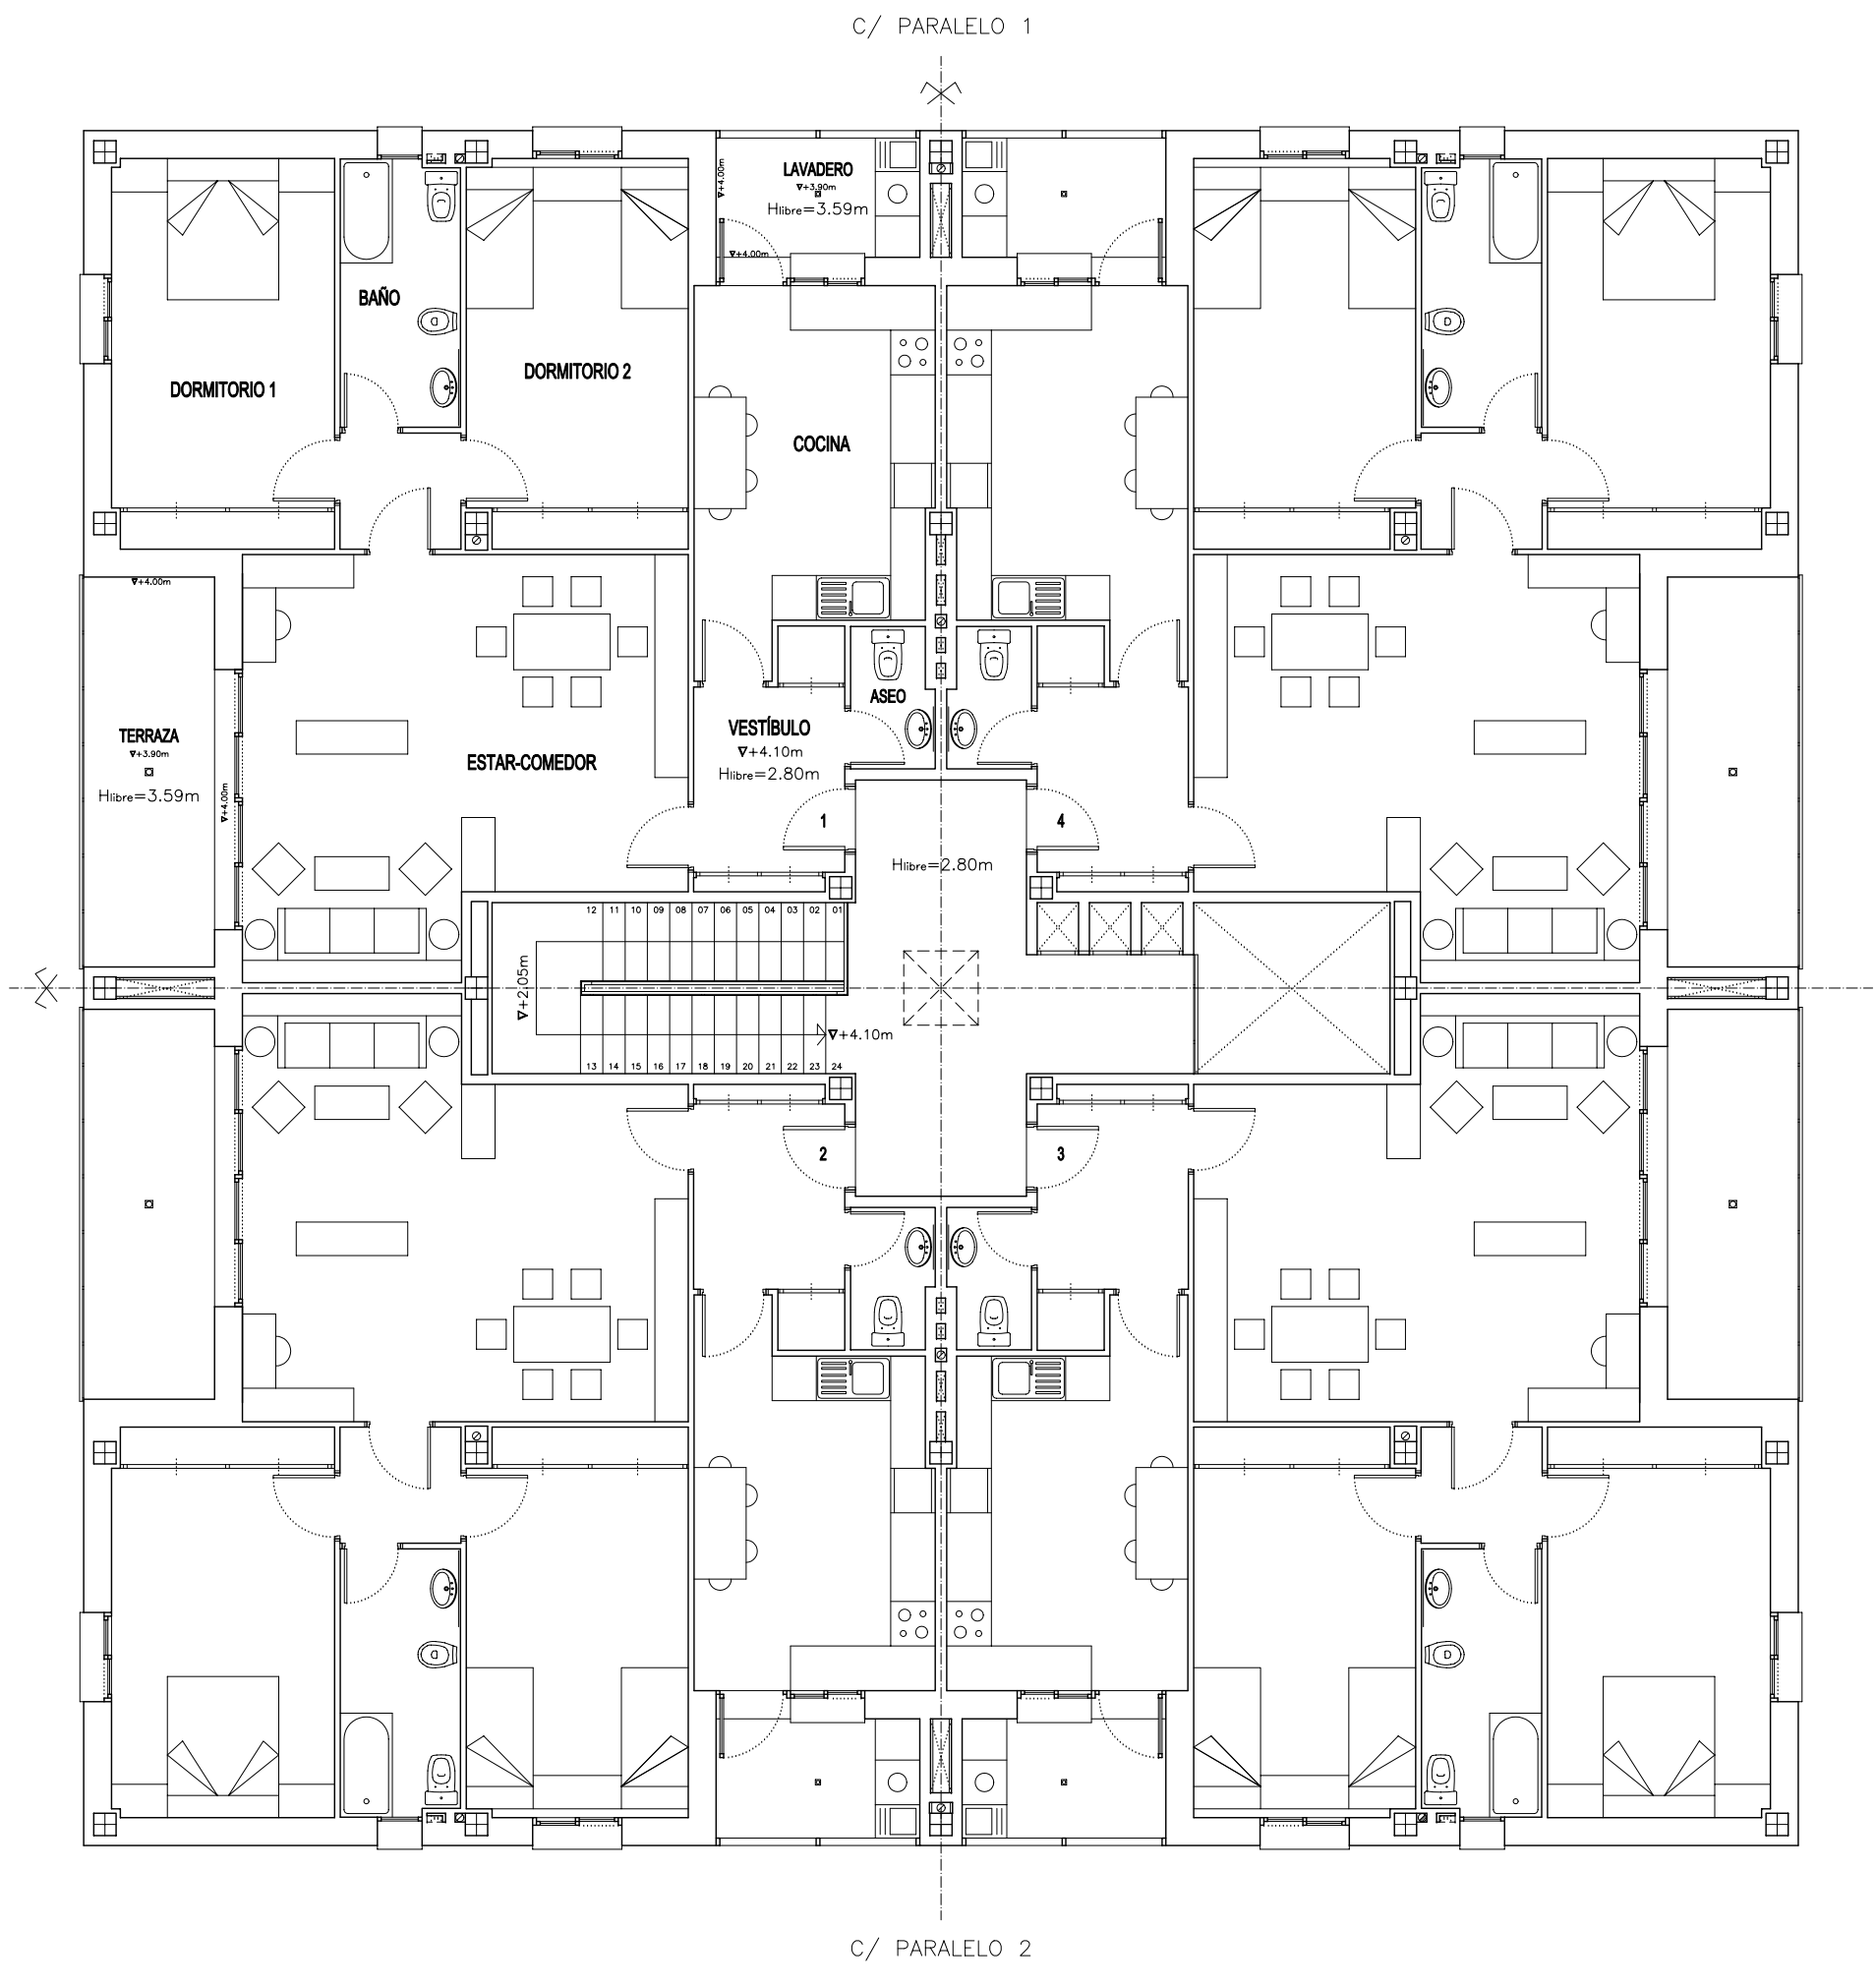 C/ PARALELO 1
LAVADERO
∇+3.90m
Hlibre=3.59m
∇+4.00m
∇+4.00m
BAÑO
DORMITORIO 1
DORMITORIO 2
COCINA
∇+4.00m
TERRAZA
∇+3.90m
Hlibre=3.59m
∇+4.00m
ESTAR-COMEDOR
VESTÍBULO
∇+4.10m
Hlibre=2.80m
ASEO
1
4
Hlibre=2.80m
12 11 10 09 08 07 06 05 04 03 02 01
∇+2.05m
∇+4.10m
13 14 15 16 17 18 19 20 21 22 23 24
2
3
C/ PARALELO 2